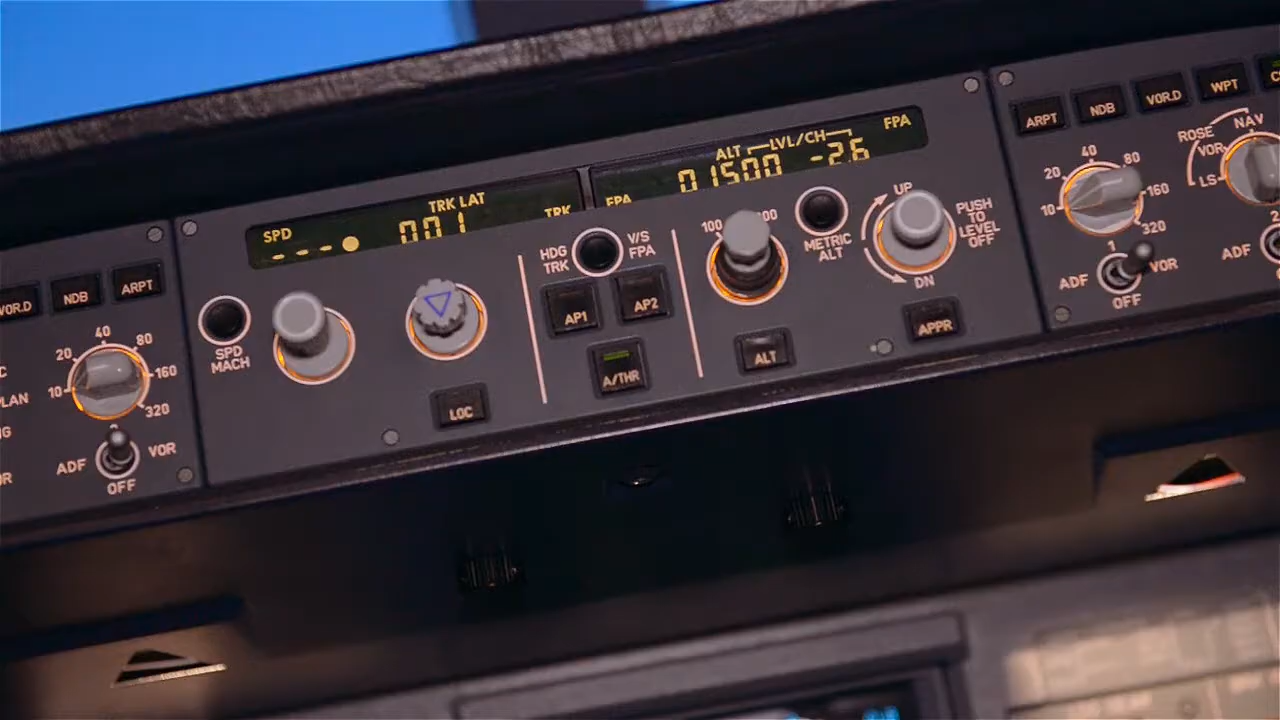 VOR.D NDB ARPT
10 20 40 80 160 320
ADF VOR
OFF
SPD
---
TRK LAT
001
TRK
FPA
ALT LVL/CH FPA
01500 -2.6
SPD
MACH
LOC
HDG
TRK
V/S
FPA
AP1 AP2
A/THR
100
METRIC
ALT
ALT
UP
DN
PUSH
TO
LEVEL
OFF
APPR
ARPT NDB VOR.D WPT
10 20 40 80 160 320
1
ADF VOR
OFF
ROSE NAV
VOR
LS
ADF